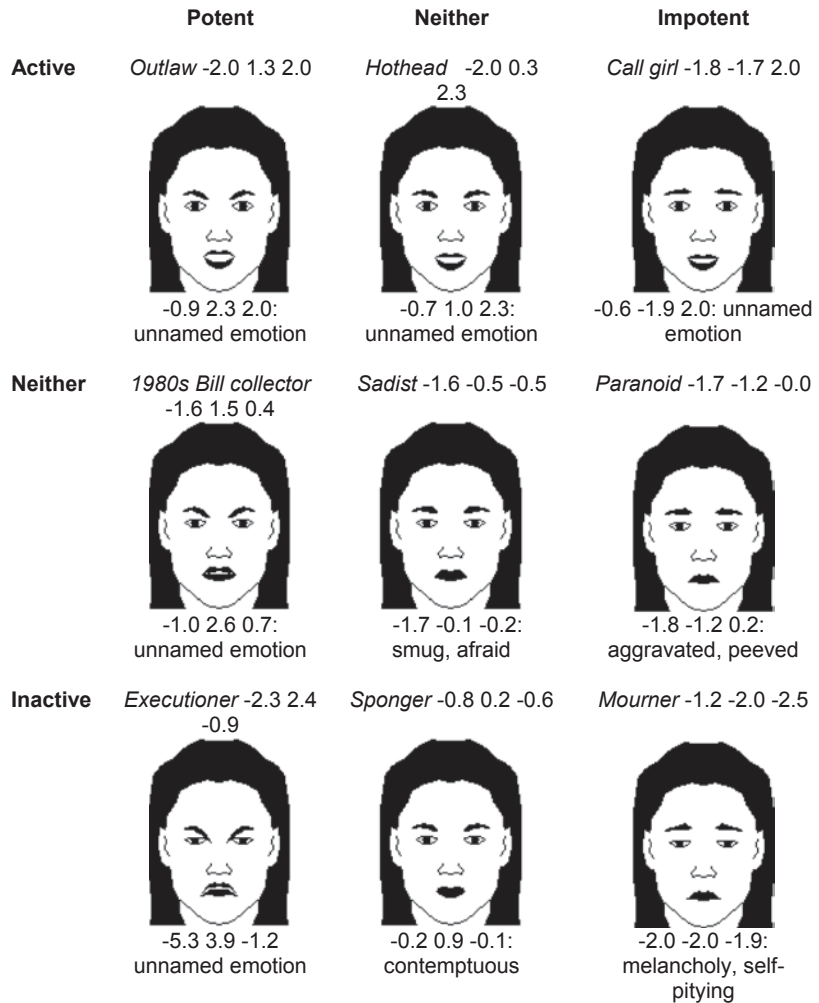 Potent Neither Impotent
Active Outlaw -2.0 1.3 2.0 Hothead -2.0 0.3 Call girl -1.8 -1.7 2.0
2.3
-0.9 2.3 2.0: -0.7 1.0 2.3: -0.6 -1.9 2.0: unnamed
unnamed emotion unnamed emotion emotion
Neither 1980s Bill collector Sadist -1.6 -0.5 -0.5 Paranoid -1.7 -1.2 -0.0
-1.6 1.5 0.4
-1.0 2.6 0.7: -1.7 -0.1 -0.2: -1.8 -1.2 0.2:
unnamed emotion smug, afraid aggravated, peeved
Inactive Executioner -2.3 2.4 Sponger -0.8 0.2 -0.6 Mourner -1.2 -2.0 -2.5
-0.9
-5.3 3.9 -1.2 -0.2 0.9 -0.1: -2.0 -2.0 -1.9:
unnamed emotion contemptuous melancholy, self-
pitying